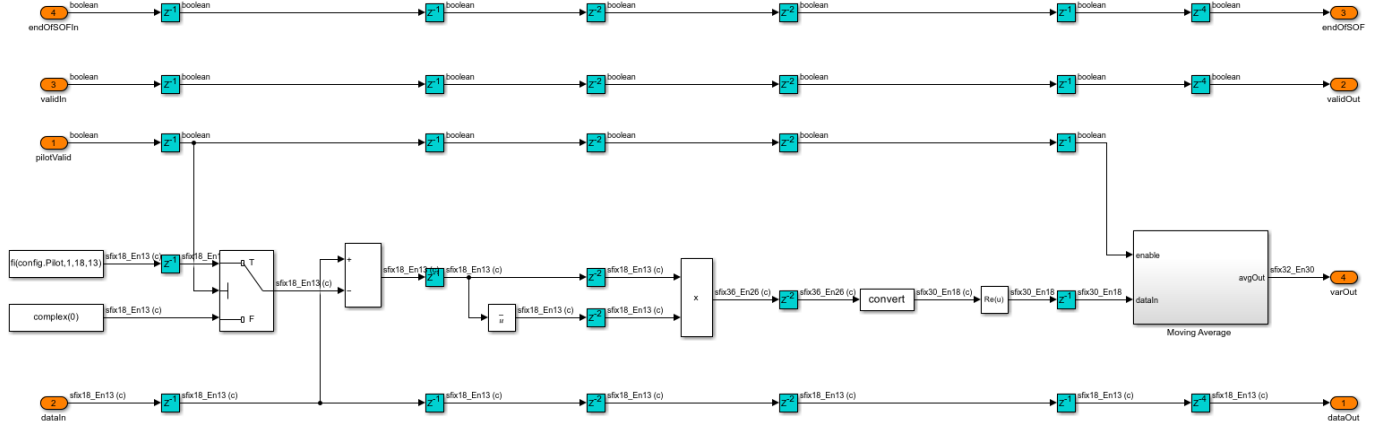 4 boolean z-1 boolean z-1 boolean z-2 boolean z-2 boolean z-1 boolean z-4 boolean 3
endOfSOFIn endOfSOF
3 boolean z-1 boolean z-1 boolean z-2 boolean z-2 boolean z-1 boolean z-4 boolean 2
validIn validOut
1 boolean z-1 boolean z-1 boolean z-2 boolean z-2 boolean z-1 boolean
pilotValid
fi(config.Pilot,1,18,13) sfix18_En13 (c) z-1 T
complex(0) sfix18_En13 (c) F
sfix18_En13 (c)
+
−
z-1 sfix18_En13 (c) z-2 sfix18_En13 (c)
sfix18_En13 (c) z-2 sfix18_En13 (c)
x sfix36_En26 (c) z-2 sfix36_En26 (c) convert sfix30_En18 (c) Re(u) sfix30_En18 z-1 sfix30_En18
enable
dataIn
avgOut
Moving Average
sfix32_En30 4
varOut
2 sfix18_En13 (c) z-1 sfix18_En13 (c) z-1 sfix18_En13 (c) z-2 sfix18_En13 (c) z-2 sfix18_En13 (c) z-1 sfix18_En13 (c) z-4 sfix18_En13 (c) 1
dataIn dataOut